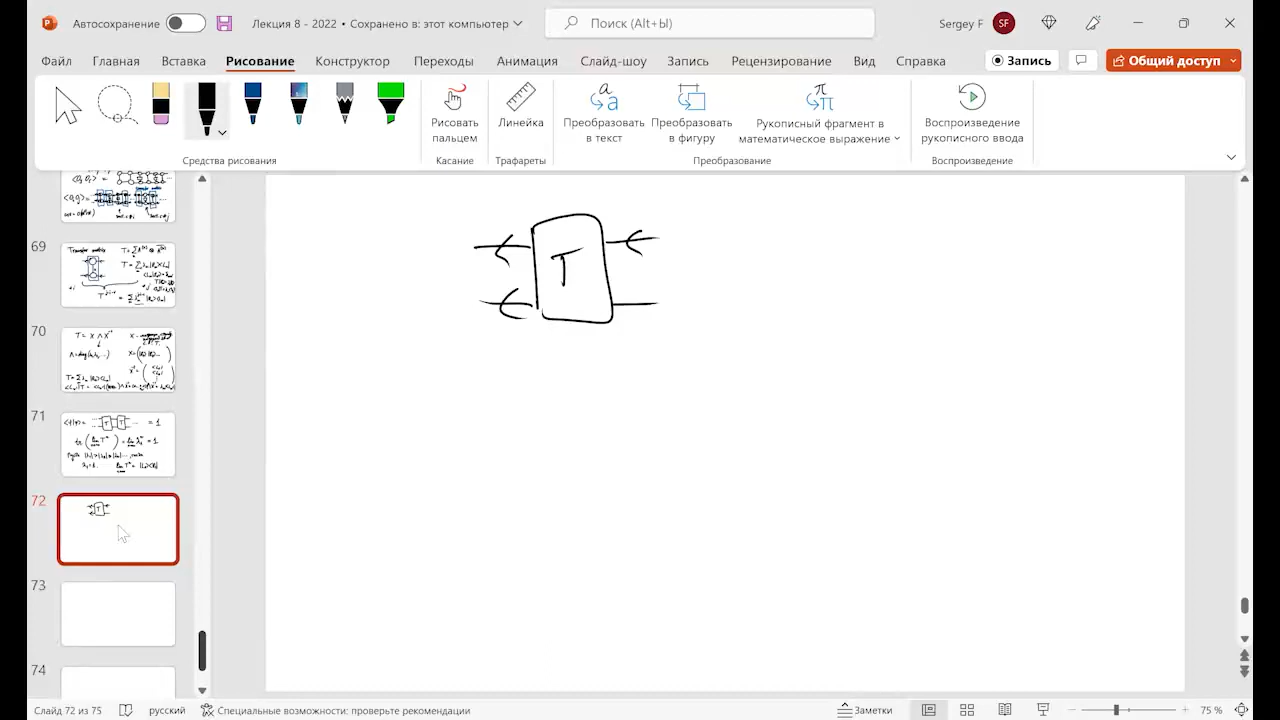 Автосохранение Лекция 8 - 2022 • Сохранено в: этот компьютер Поиск (Alt+Ы) Sergey F SF
Файл Главная Вставка Рисование Конструктор Переходы Анимация Слайд-шоу Запись Рецензирование Вид Справка Запись Общий доступ
Рисовать пальцем
Линейка
Преобразовать в текст
Преобразовать в фигуру
Рукописный фрагмент в математическое выражение
Воспроизведение рукописного ввода
Средства рисования Касание Трафареты Преобразование Воспроизведение
69
70
71
72
73
74
T
Слайд 72 из 75 русский Специальные возможности: проверьте рекомендации Заметки 75 %